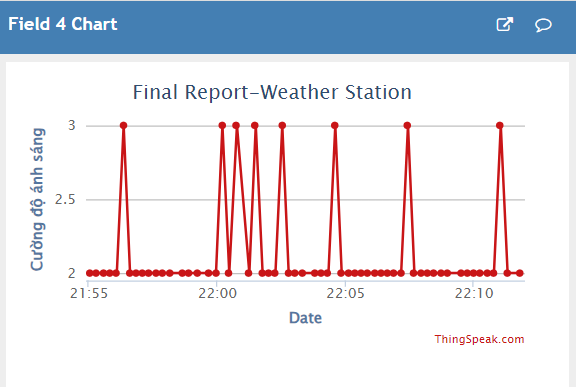 Field 4 Chart
Final Report-Weather Station
Cường độ ánh sáng
3
2.5
2
21:55
22:00
22:05
22:10
Date
ThingSpeak.com